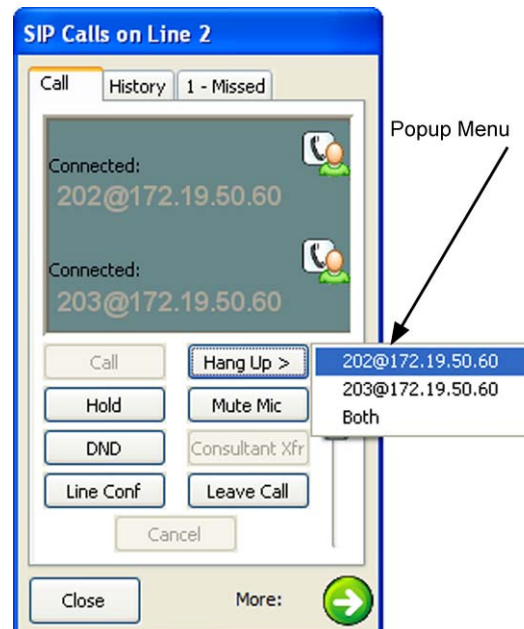 SIP Calls on Line 2
Call History 1 - Missed
Popup Menu
Connected:
202@172.19.50.60
Connected:
203@172.19.50.60
Call Hang Up > 202@172.19.50.60
203@172.19.50.60
Hold Mute Mic Both
DND Consultant Xfr
Line Conf Leave Call
Cancel
Close More: